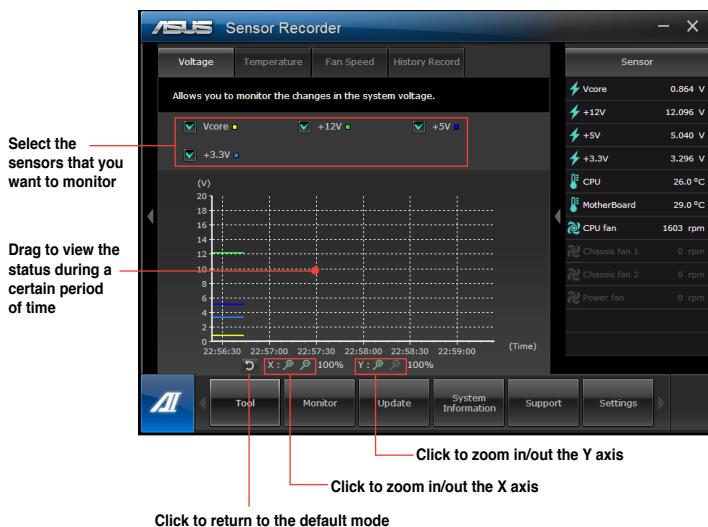 ASUS Sensor Recorder
Voltage
Temperature
Fan Speed
History Record
Allows you to monitor the changes in the system voltage.
Vcore
+12V
+5V
+3.3V
(V)
20
18
16
14
12
10
8
6
4
2
0
22:56:30 22:57:00 22:57:30 22:58:00 22:58:30 22:59:00
(Time)
X : 100%
Y : 100%
Sensor
Vcore 0.864 V
+12V 12.096 V
+5V 5.040 V
+3.3V 3.296 V
CPU 26.0 ºC
MotherBoard 29.0 ºC
CPU fan 1603 rpm
Chassis fan 1 0 rpm
Chassis fan 2 0 rpm
Power fan 0 rpm
AI
Tool
Monitor
Update
System
Information
Support
Settings
Select the
sensors that you
want to monitor
Drag to view the
status during a
certain period
of time
Click to zoom in/out the Y axis
Click to zoom in/out the X axis
Click to return to the default mode